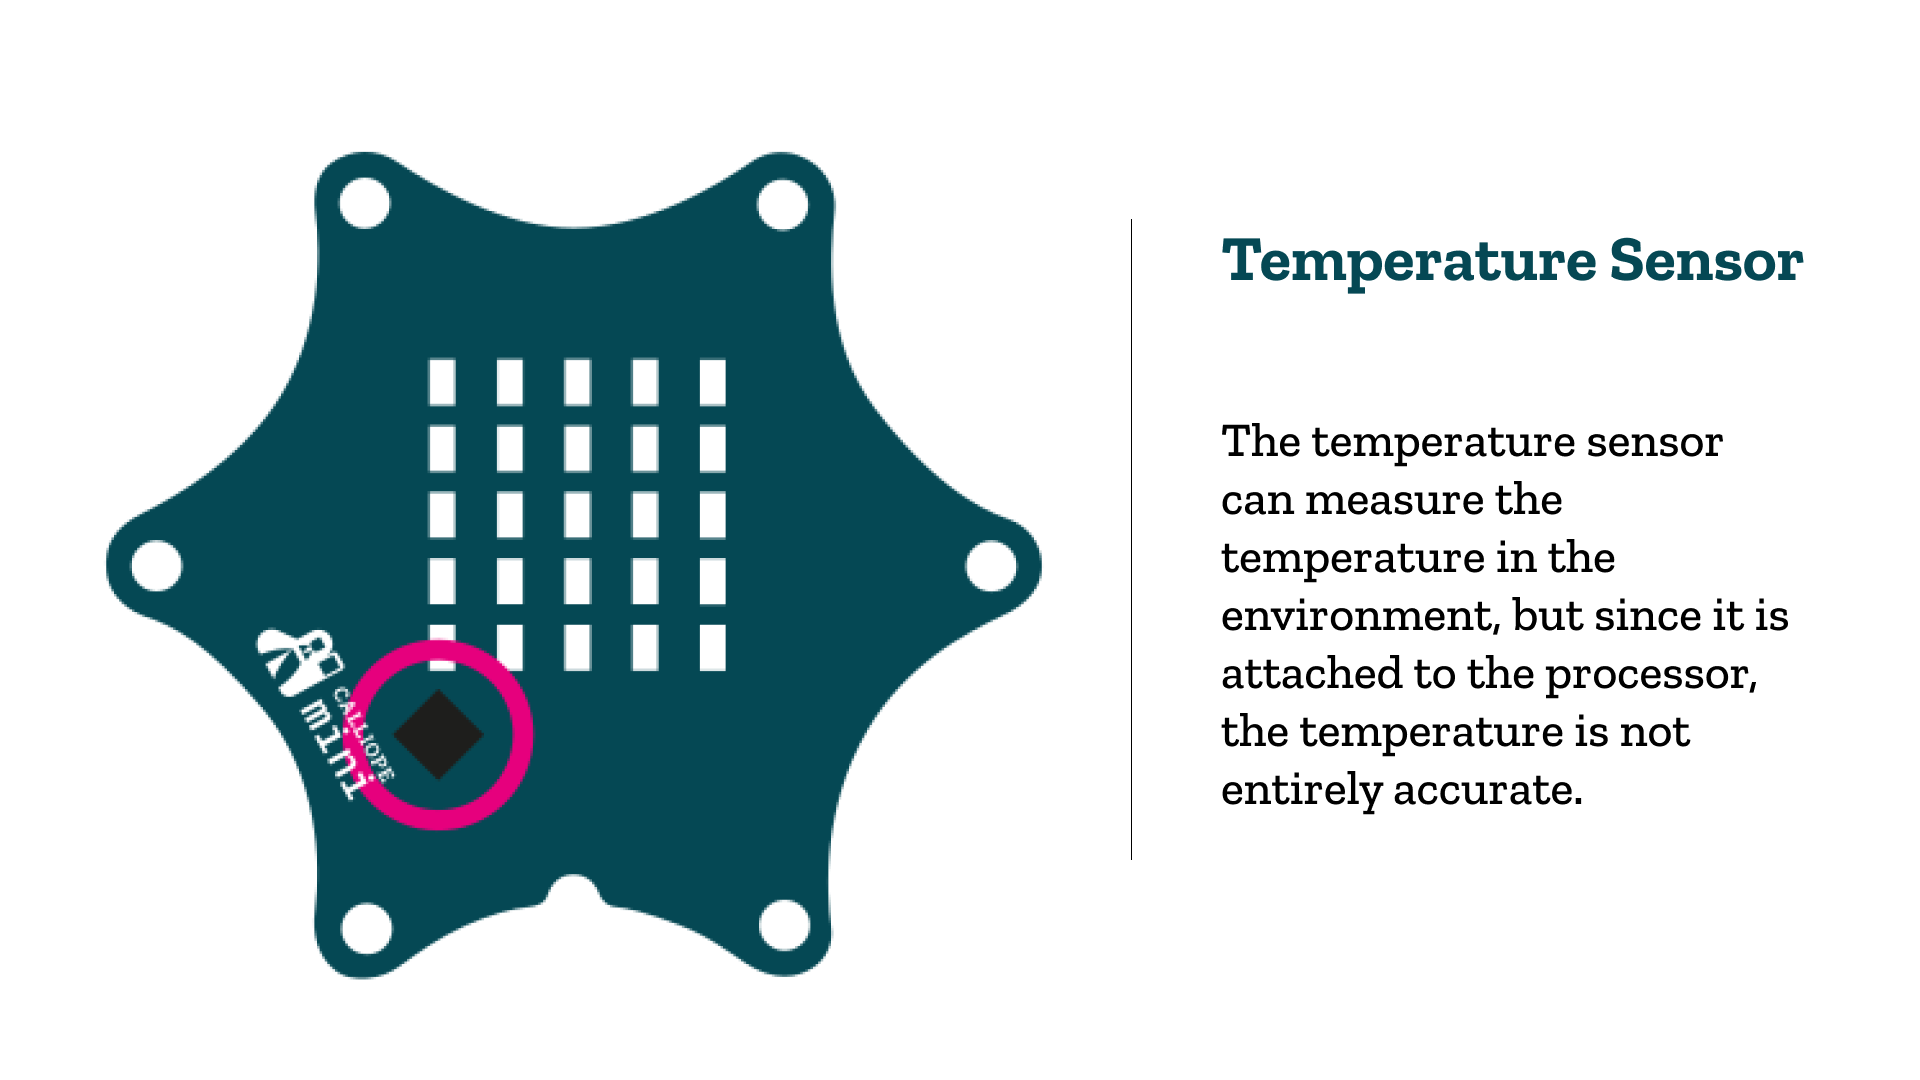 CALLIOPE
mini
Temperature Sensor
The temperature sensor
can measure the
temperature in the
environment, but since it is
attached to the processor,
the temperature is not
entirely accurate.